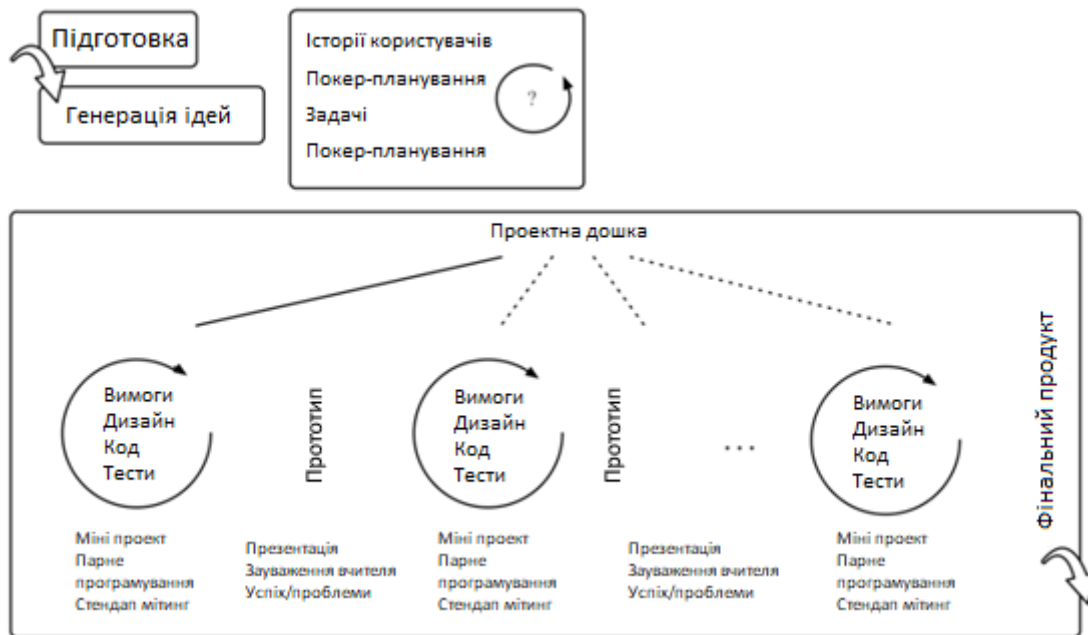 Підготовка
Генерація ідей
Історії користувачів
Покер-планування
Задачі
Покер-планування
?
Проектна дошка
Вимоги
Дизайн
Код
Тести
Міні проект
Парне
програмування
Стендап мітинг
Прототип
Презентація
Зауваження вчителя
Успіх/проблеми
Вимоги
Дизайн
Код
Тести
Міні проект
Парне
програмування
Стендап мітинг
Прототип
Презентація
Зауваження вчителя
Успіх/проблеми
...
Вимоги
Дизайн
Код
Тести
Міні проект
Парне
програмування
Стендап мітинг
Фінальний продукт